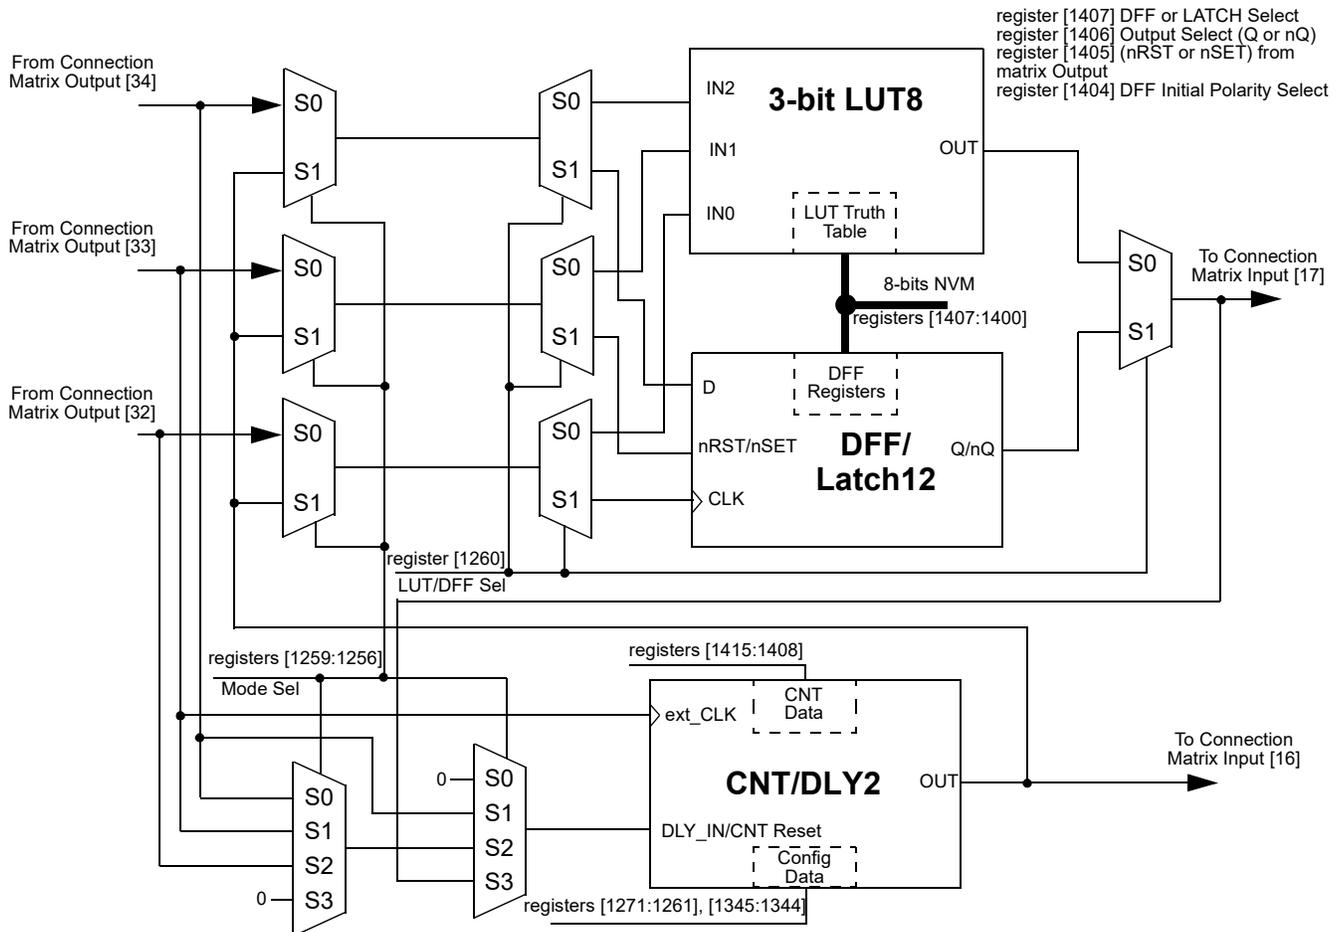 register [1407] DFF or LATCH Select
register [1406] Output Select (Q or nQ)
register [1405] (nRST or nSET) from
matrix Output
register [1404] DFF Initial Polarity Select
From Connection
Matrix Output [34]
S0
S1
S0
S1
IN2
IN1
IN0
3-bit LUT8
OUT
LUT Truth
Table
From Connection
Matrix Output [33]
S0
S1
S0
S1
8-bits NVM
registers [1407:1400]
S0
S1
To Connection
Matrix Input [17]
From Connection
Matrix Output [32]
S0
S1
S0
S1
D
nRST/nSET
CLK
DFF
Registers
DFF/
Latch12
Q/nQ
register [1260]
LUT/DFF Sel
registers [1259:1256]
Mode Sel
registers [1415:1408]
ext_CLK
CNT
Data
CNT/DLY2
OUT
To Connection
Matrix Input [16]
DLY_IN/CNT Reset
Config
Data
S0
S1
S2
S3
0
0
S0
S1
S2
S3
registers [1271:1261], [1345:1344]